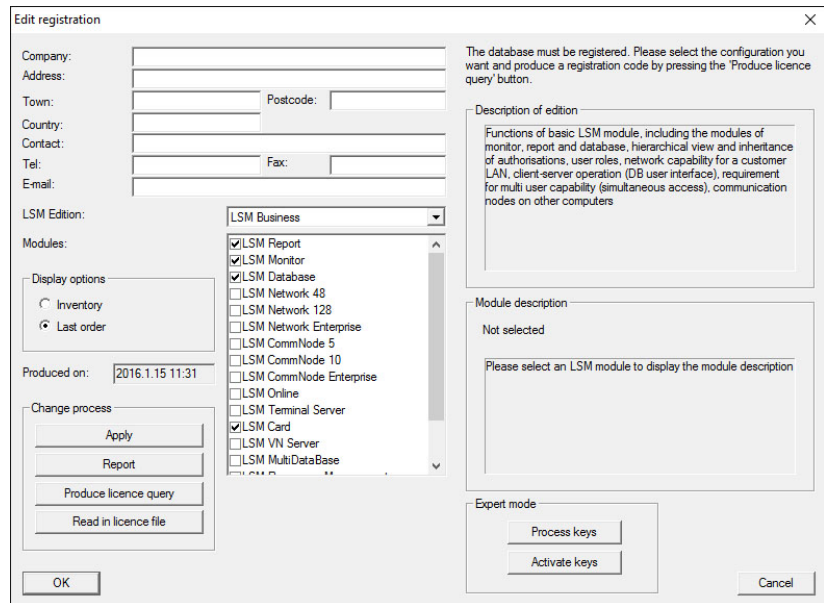 Edit registration
Company:
Address:
Town:
Postcode:
Country:
Contact:
Tel:
Fax:
E-mail:
LSM Edition:
LSM Business
Modules:
LSM Report
LSM Monitor
LSM Database
LSM Network 48
LSM Network 128
LSM Network Enterprise
LSM CommNode 5
LSM CommNode 10
LSM CommNode Enterprise
LSM Online
LSM Terminal Server
LSM Card
LSM VN Server
LSM MultiDataBase
Display options
Inventory
Last order
Produced on:
2016.1.15 11:31
Change process
Apply
Report
Produce licence query
Read in licence file
OK
The database must be registered. Please select the configuration you
want and produce a registration code by pressing the 'Produce licence
query' button.
Description of edition
Functions of basic LSM module, including the modules of
monitor, report and database, hierarchical view and inheritance
of authorisations, user roles, network capability for a customer
LAN, client-server operation (DB user interface), requirement
for multi user capability (simultaneous access), communication
nodes on other computers
Module description
Not selected
Please select an LSM module to display the module description
Expert mode
Process keys
Activate keys
Cancel